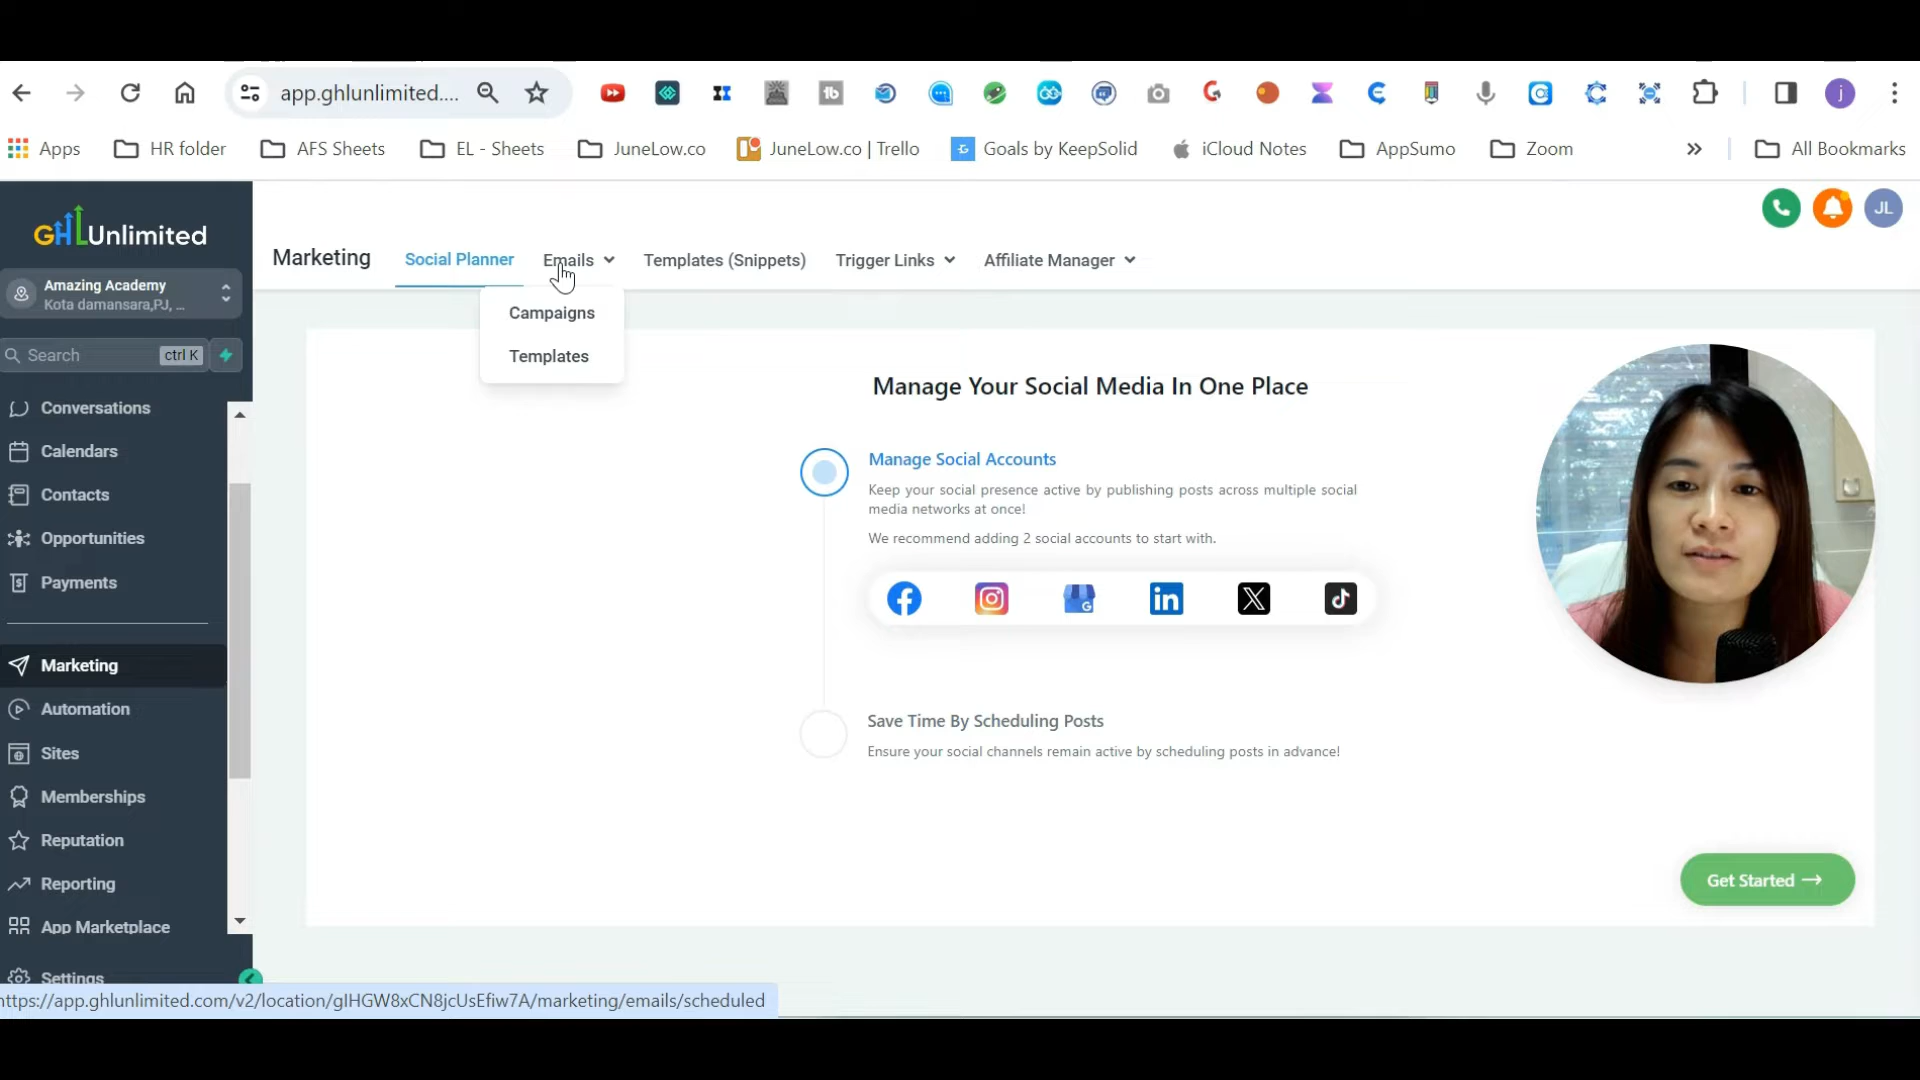 app.ghlunlimited....
Apps
HR folder
AFS Sheets
EL - Sheets
JuneLow.co
JuneLow.co | Trello
Goals by KeepSolid
iCloud Notes
AppSumo
Zoom
All Bookmarks
GHLUnlimited
Amazing Academy
Kota damansara,PJ, ...
Search
ctrl K
Conversations
Calendars
Contacts
Opportunities
Payments
Marketing
Automation
Sites
Memberships
Reputation
Reporting
App Marketplace
Settings
Marketing
Social Planner
Emails
Templates (Snippets)
Trigger Links
Affiliate Manager
JL
Campaigns
Templates
Manage Your Social Media In One Place
Manage Social Accounts
Keep your social presence active by publishing posts across multiple social
media networks at once!
We recommend adding 2 social accounts to start with.
Save Time By Scheduling Posts
Ensure your social channels remain active by scheduling posts in advance!
Get Started
https://app.ghlunlimited.com/v2/location/gIHGW8xCN8jcUsEfiw7A/marketing/emails/scheduled